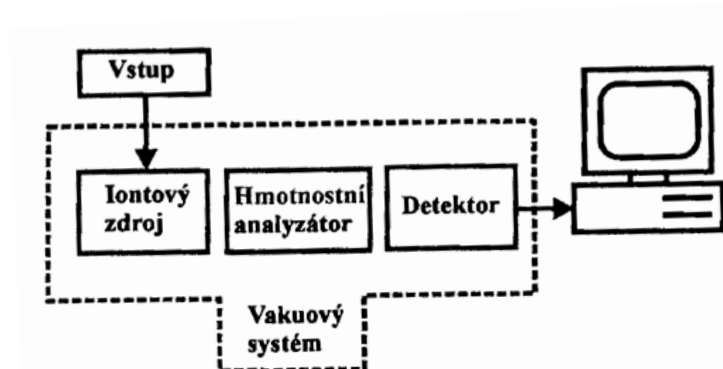 Vstup
Iontový
zdroj
Hmotnostní
analyzátor
Detektor
Vakuový
systém